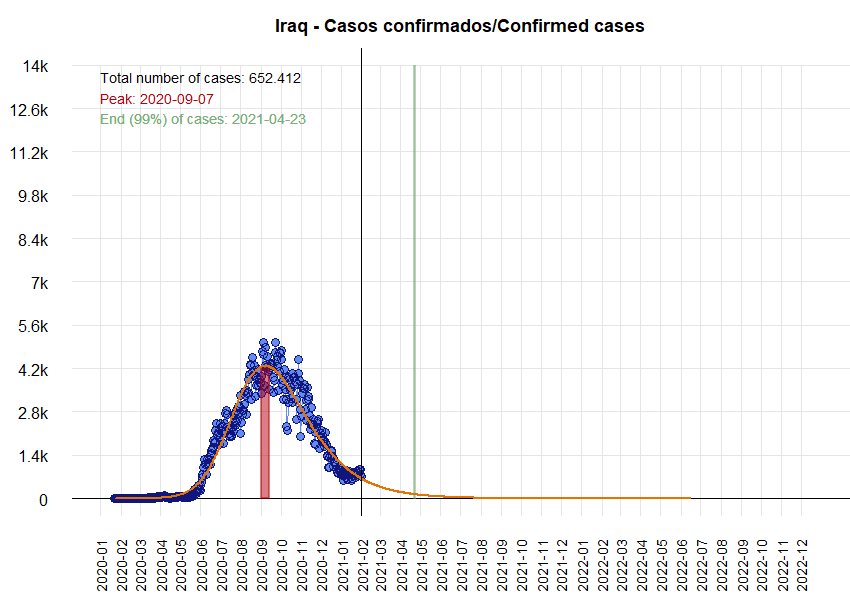 Iraq - Casos confirmados/Confirmed cases
Total number of cases: 652.412
Peak: 2020-09-07
End (99%) of cases: 2021-04-23
14k
12.6k
11.2k
9.8k
8.4k
7k
5.6k
4.2k
2.8k
1.4k
0
2020-01
2020-02
2020-03
2020-04
2020-05
2020-06
2020-07
2020-08
2020-09
2020-10
2020-11
2020-12
2021-01
2021-02
2021-03
2021-04
2021-05
2021-06
2021-07
2021-08
2021-09
2021-10
2021-11
2021-12
2022-01
2022-02
2022-03
2022-04
2022-05
2022-06
2022-07
2022-08
2022-09
2022-10
2022-11
2022-12